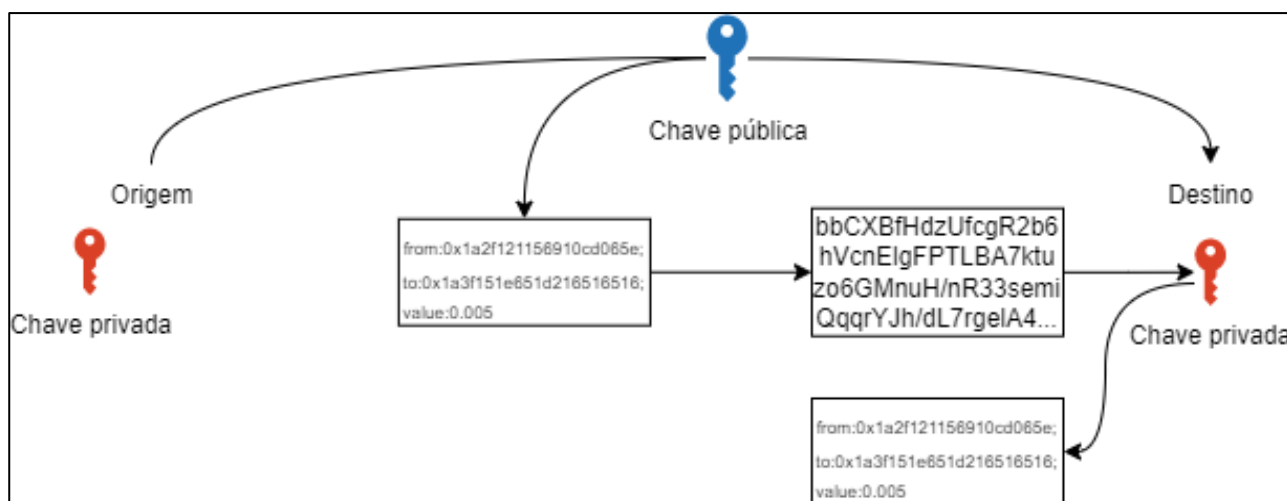 Chave pública
Origem
Destino
Chave privada
from:0x1a2f121156910cd065e;
to:0x1a3f151e651d216516516;
value:0.005
bbCXBfHdzUfcgR2b6
hVcnEIgFPTLBA7ktu
zo6GMnuH/nR33semi
QqqrYJh/dL7rgelA4...
Chave privada
from:0x1a2f121156910cd065e;
to:0x1a3f151e651d216516516;
value:0.005